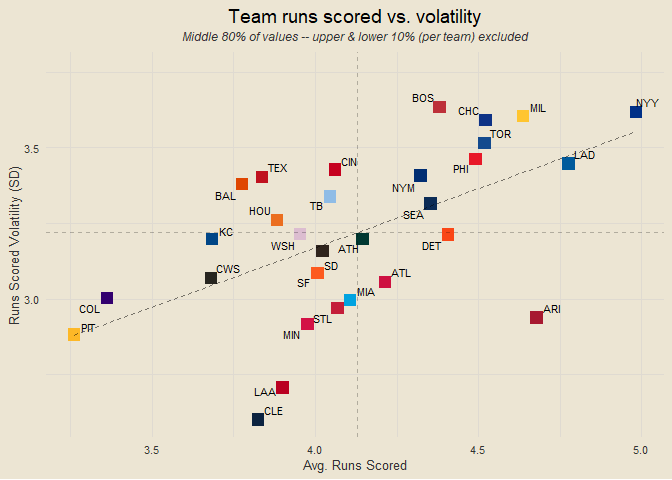 Team runs scored vs. volatility
Middle 80% of values -- upper & lower 10% (per team) excluded
Runs Scored Volatility (SD)
3.5
3.0
BOS
NYY
MIL
CHC
TOR
LAD
CIN
PHI
TEX
NYM
BAL
TB
HOU
SEA
KC
WSH
ATH
DET
CWS
SD
SF
ATL
MIA
COL
ARI
STL
PIT
MIN
LAA
CLE
3.5
4.0
4.5
5.0
Avg. Runs Scored